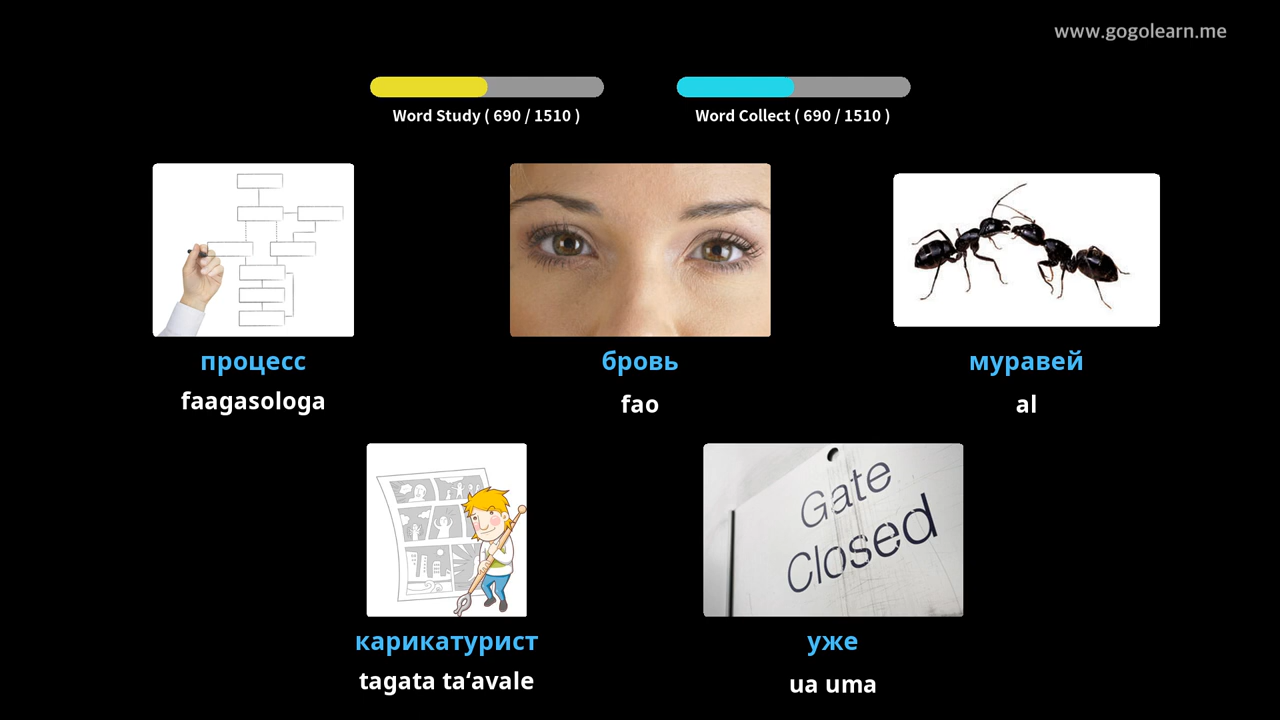 www.gogolearn.me
Word Study ( 690 / 1510 )
Word Collect ( 690 / 1510 )
процесс
faagasologa
бровь
fao
муравей
al
Gate
Closed
карикатурист
tagata ta‘avale
уже
ua uma